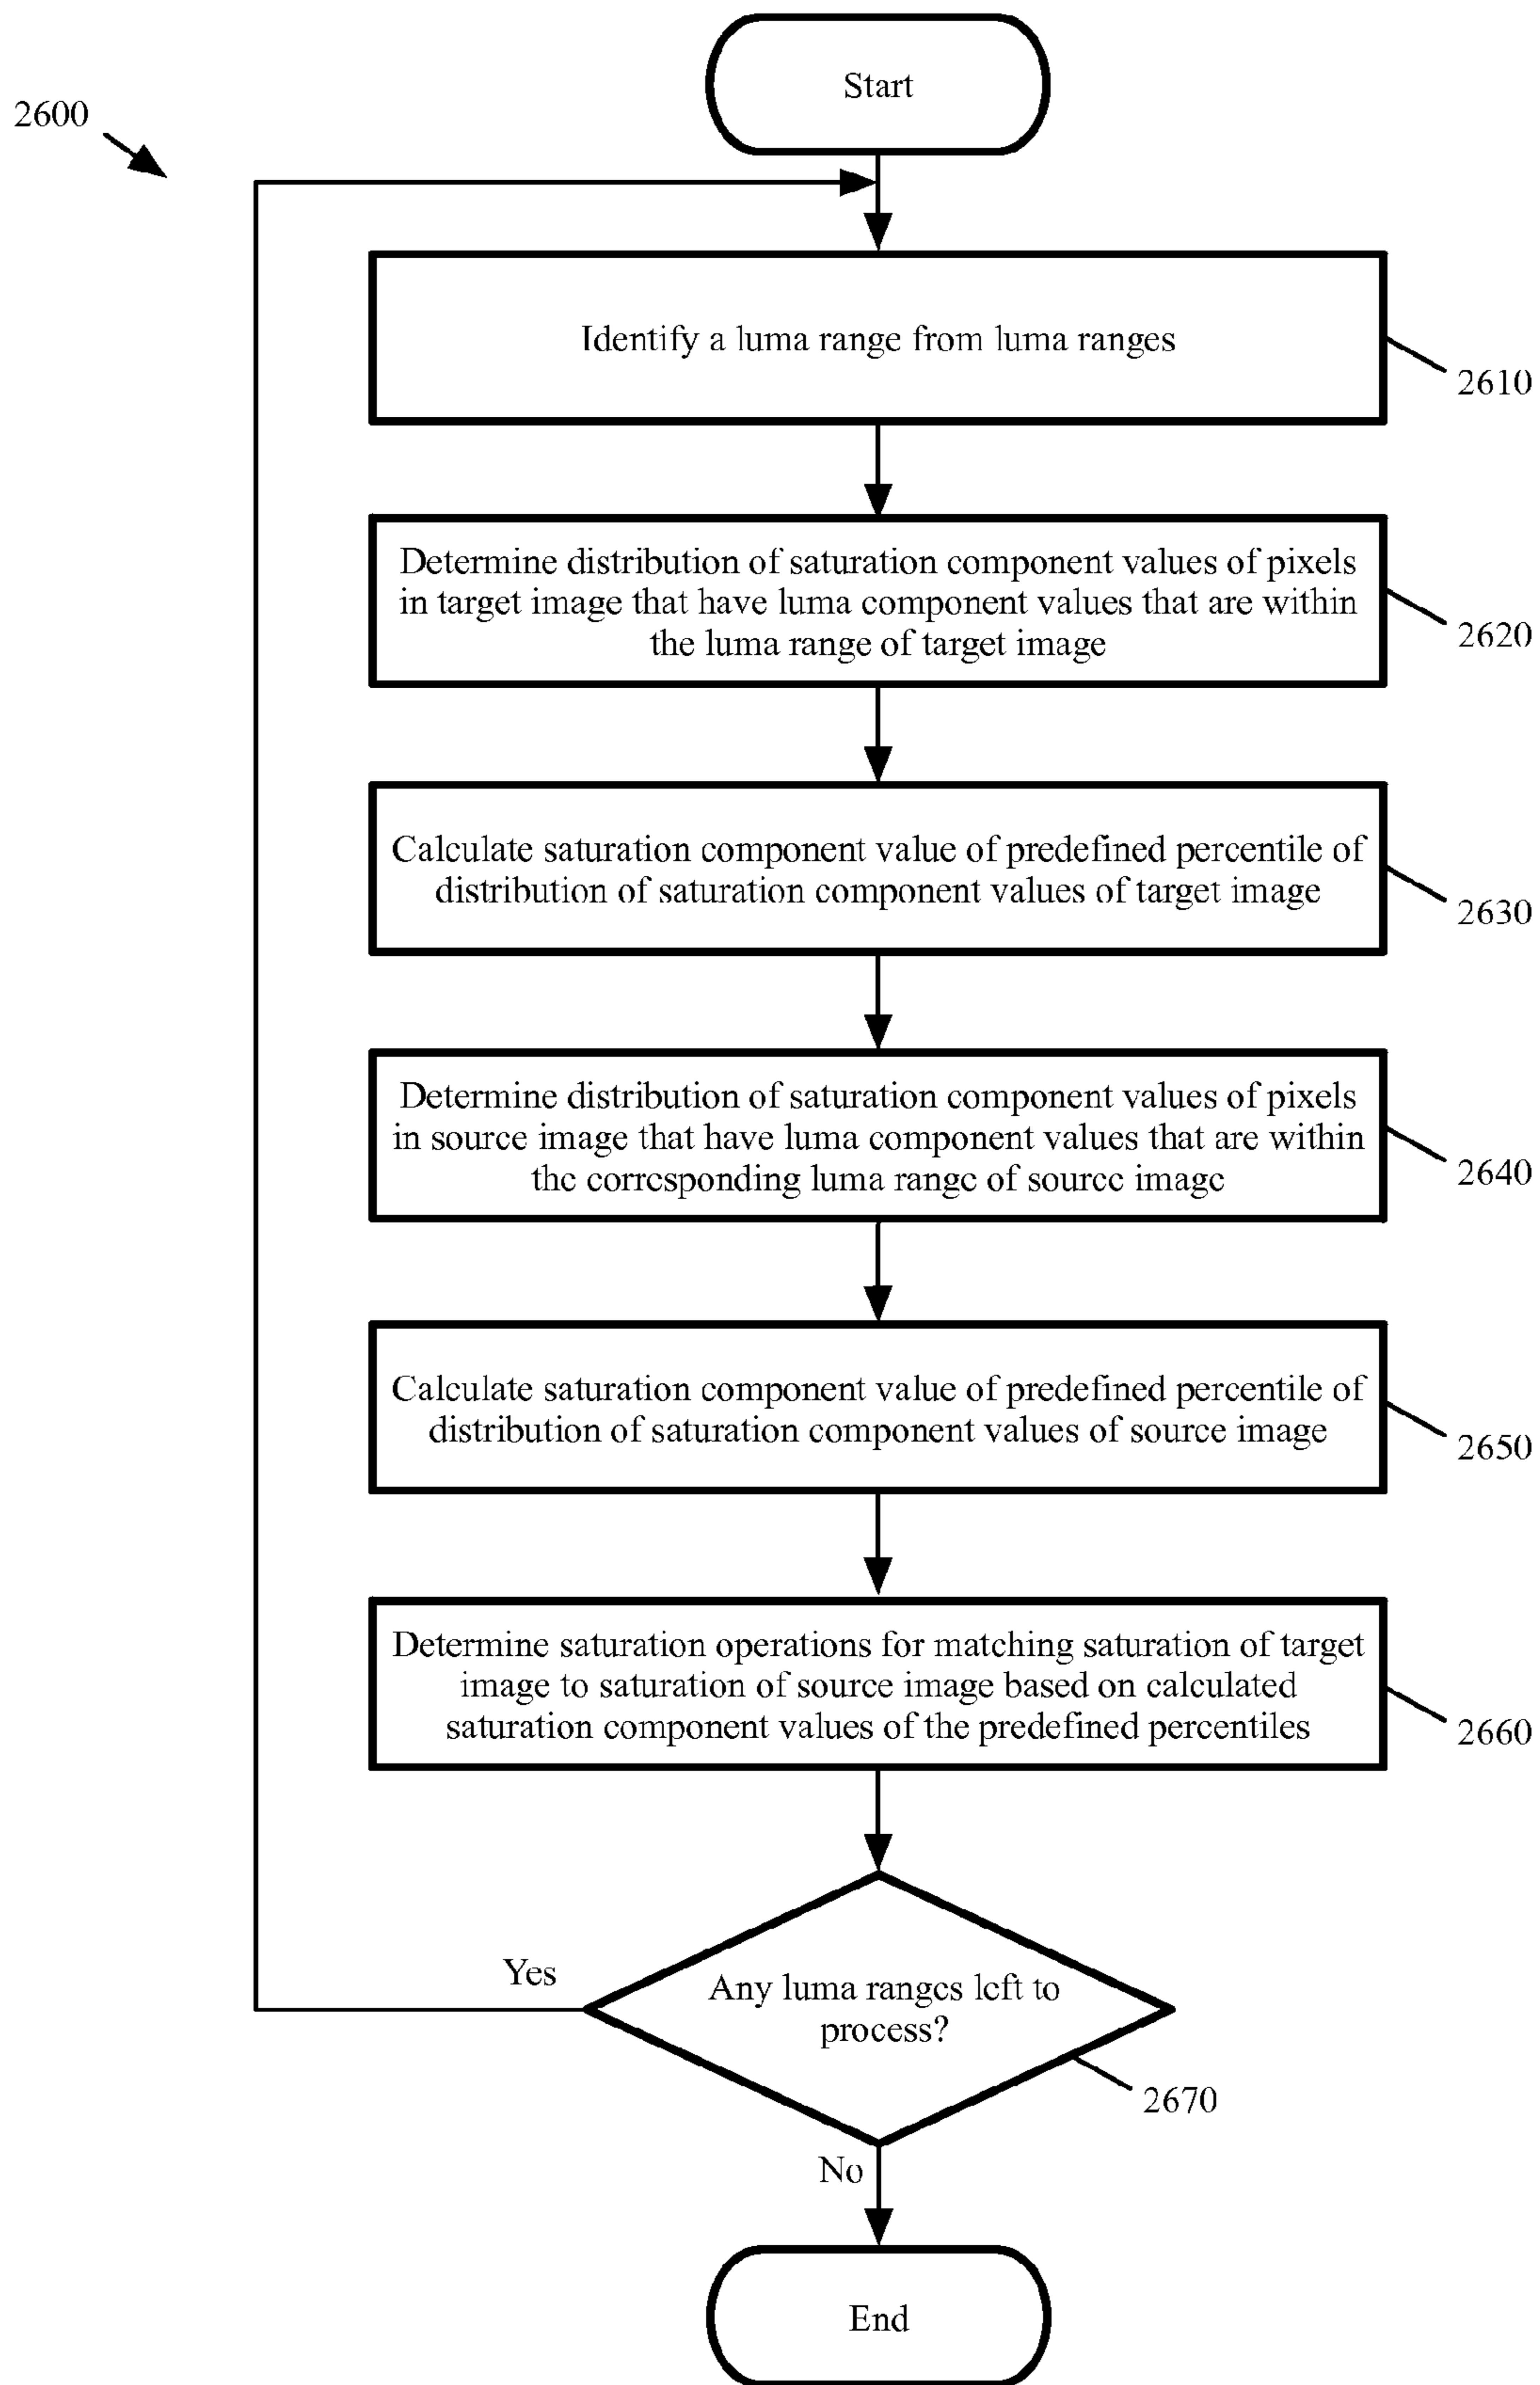 Start
2600
Identify a luma range from luma ranges
2610
Determine distribution of saturation component values of pixels
in target image that have luma component values that are within
the luma range of target image
2620
Calculate saturation component value of predefined percentile of
distribution of saturation component values of target image
2630
Determine distribution of saturation component values of pixels
in source image that have luma component values that are within
the corresponding luma range of source image
2640
Calculate saturation component value of predefined percentile of
distribution of saturation component values of source image
2650
Determine saturation operations for matching saturation of target
image to saturation of source image based on calculated
saturation component values of the predefined percentiles
2660
Yes
Any luma ranges left to
process?
2670
No
End